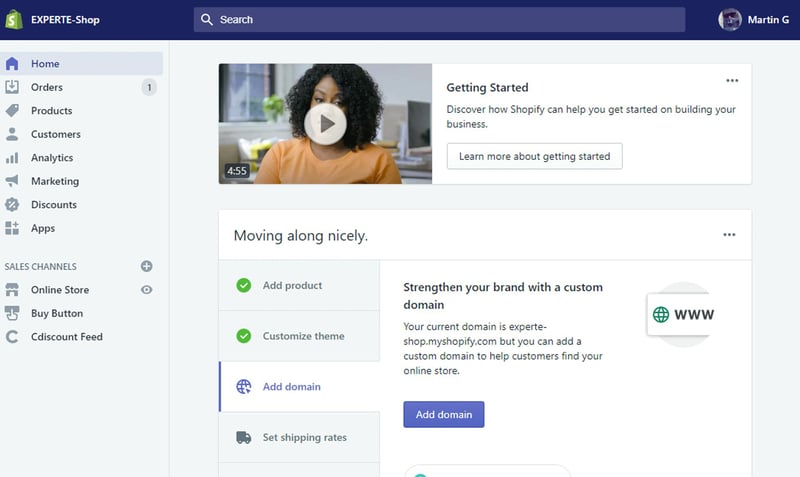 EXPERTE-Shop
Search
Martin G
Home
Orders 1
Products
Customers
Analytics
Marketing
Discounts
Apps
SALES CHANNELS
Online Store
Buy Button
Cdiscount Feed
4:55
Getting Started
Discover how Shopify can help you get started on building your
business.
Learn more about getting started
Moving along nicely.
Add product
Customize theme
Add domain
Set shipping rates
Strengthen your brand with a custom
domain
Your current domain is experte-
shop.myshopify.com but you can add a
custom domain to help customers find your
online store.
Add domain
WWW